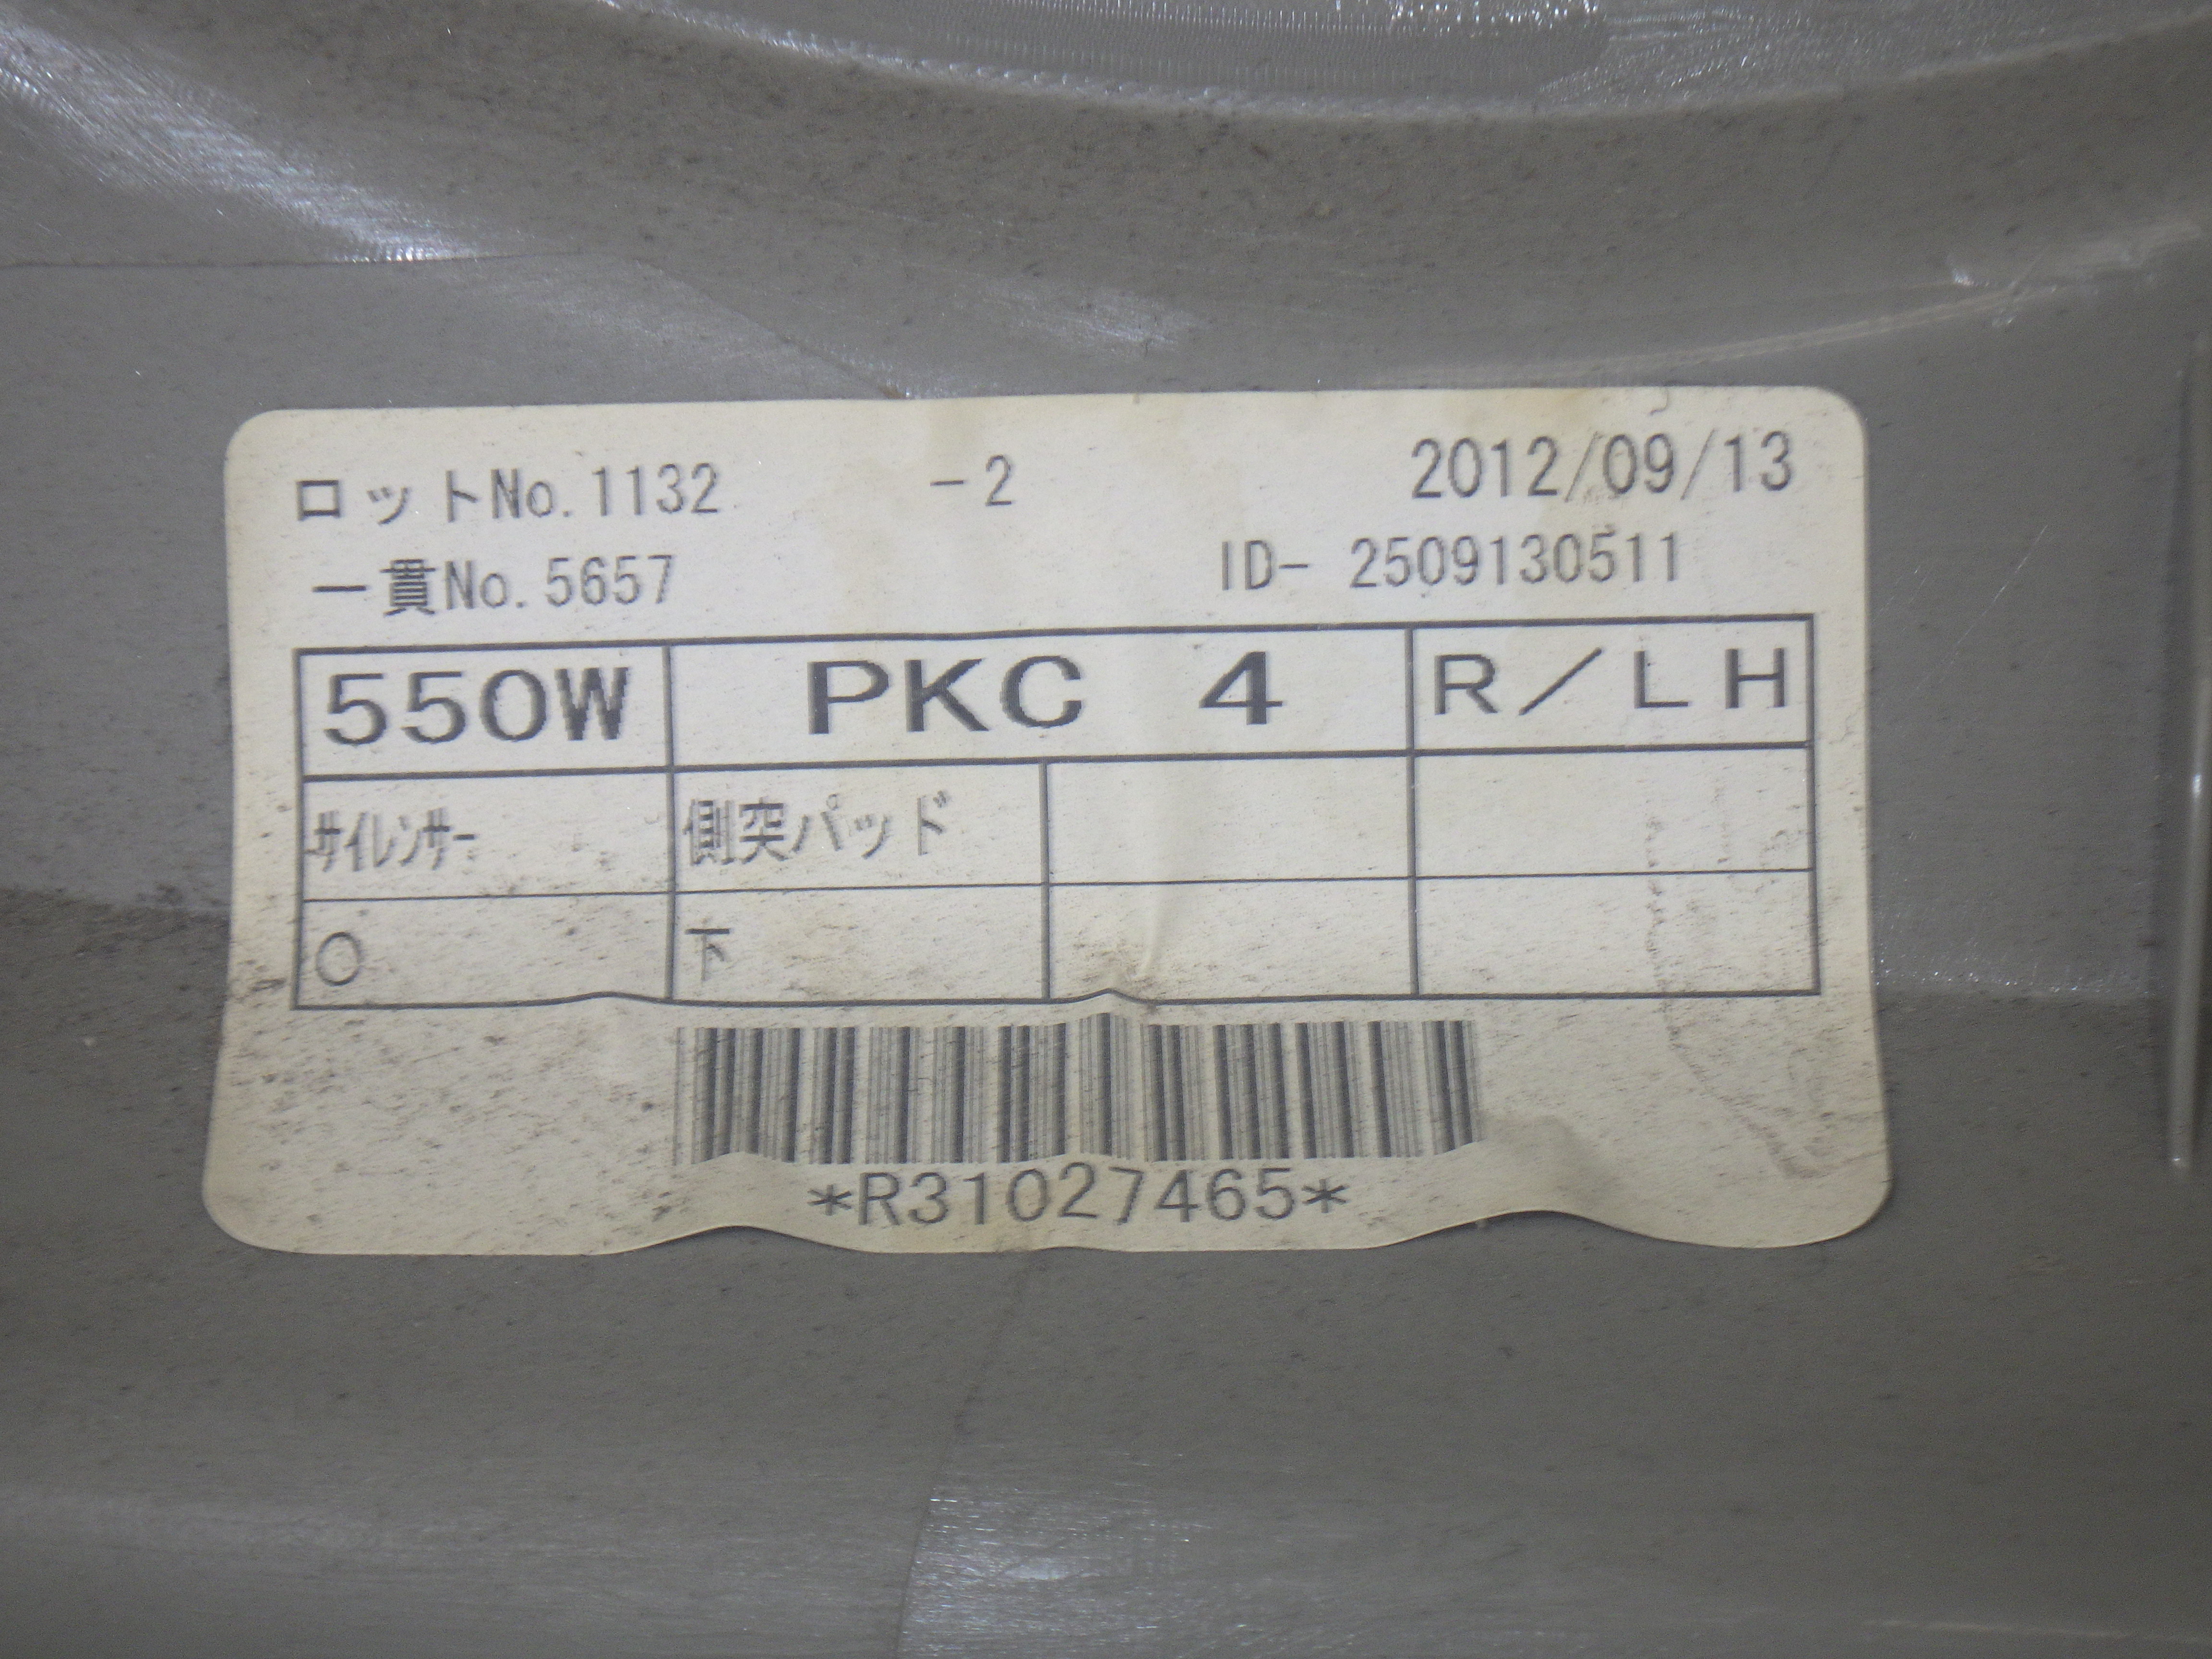 ロットNo.1132 -2 2012/09/13
一貫No.5657 ID- 2509130511
550W PKC 4 R/LH
ｻｲﾚﾝｻｰ 側突パッド
○ 下
*R31027465*